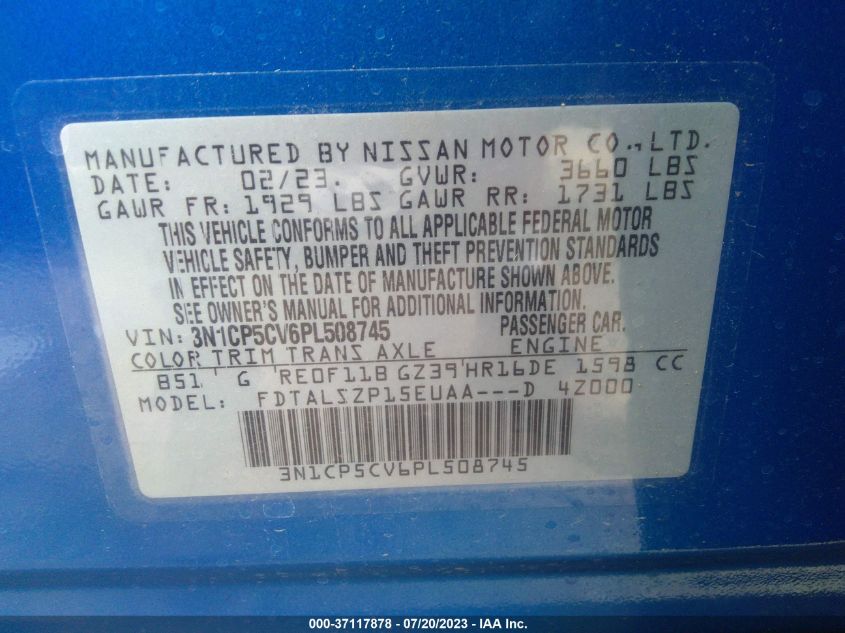 MANUFACTURED BY NISSAN MOTOR CO., LTD.
DATE: 02/23. GVWR: 3660 LBS
GAWR FR: 1929 LBS GAWR RR: 1731 LBS
THIS VEHICLE CONFORMS TO ALL APPLICABLE FEDERAL MOTOR
VEHICLE SAFETY, BUMPER AND THEFT PREVENTION STANDARDS
IN EFFECT ON THE DATE OF MANUFACTURE SHOWN ABOVE.
SEE OWNER'S MANUAL FOR ADDITIONAL INFORMATION.
VIN: 3N1CP5CV6PL508745 PASSENGER CAR.
COLOR TRIM TRANS AXLE ENGINE
B51 G RE0F11B GZ39 HR16DE 1598 CC
MODEL: FDTALSZP15EUAA---D 4Z000
3N1CP5CV6PL508745
000-37117878 / 07/20/2023 - IAA Inc.